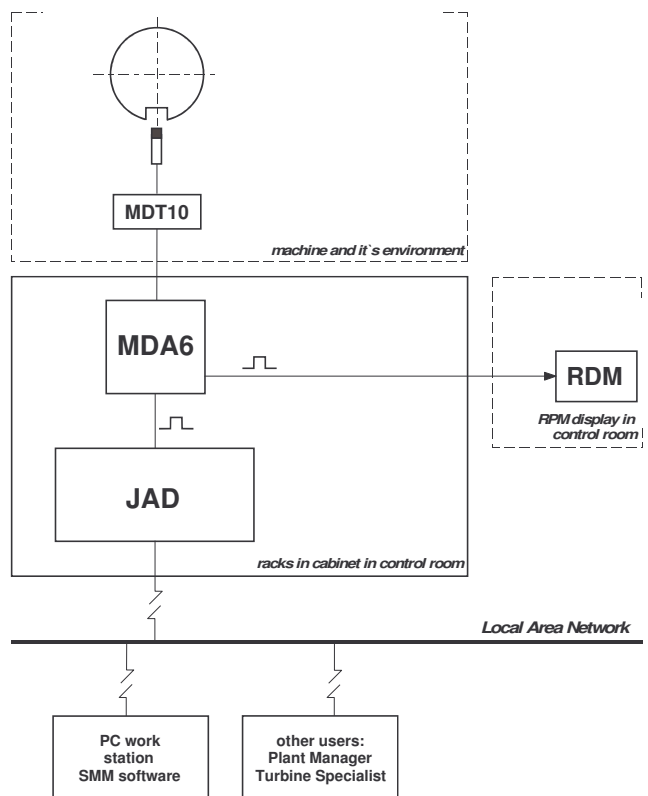 MDT10
machine and it`s environment
MDA6
RDM
RPM display in
control room
JAD
racks in cabinet in control room
Local Area Network
PC work
station
SMM software
other users:
Plant Manager
Turbine Specialist